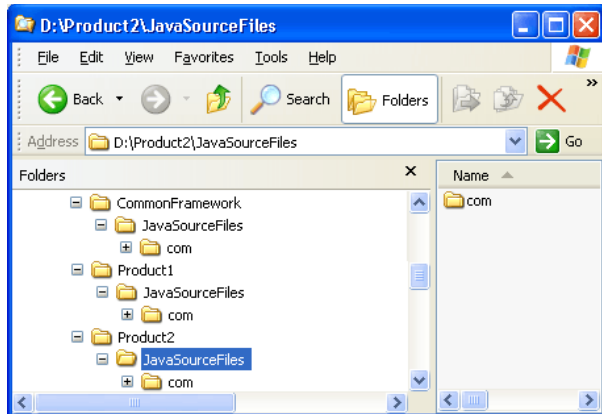 D:\Product2\JavaSourceFiles
File Edit View Favorites Tools Help
Back Search Folders »
Address D:\Product2\JavaSourceFiles Go
Folders x Name
CommonFramework com
JavaSourceFiles
com
Product1
JavaSourceFiles
com
Product2
JavaSourceFiles
com